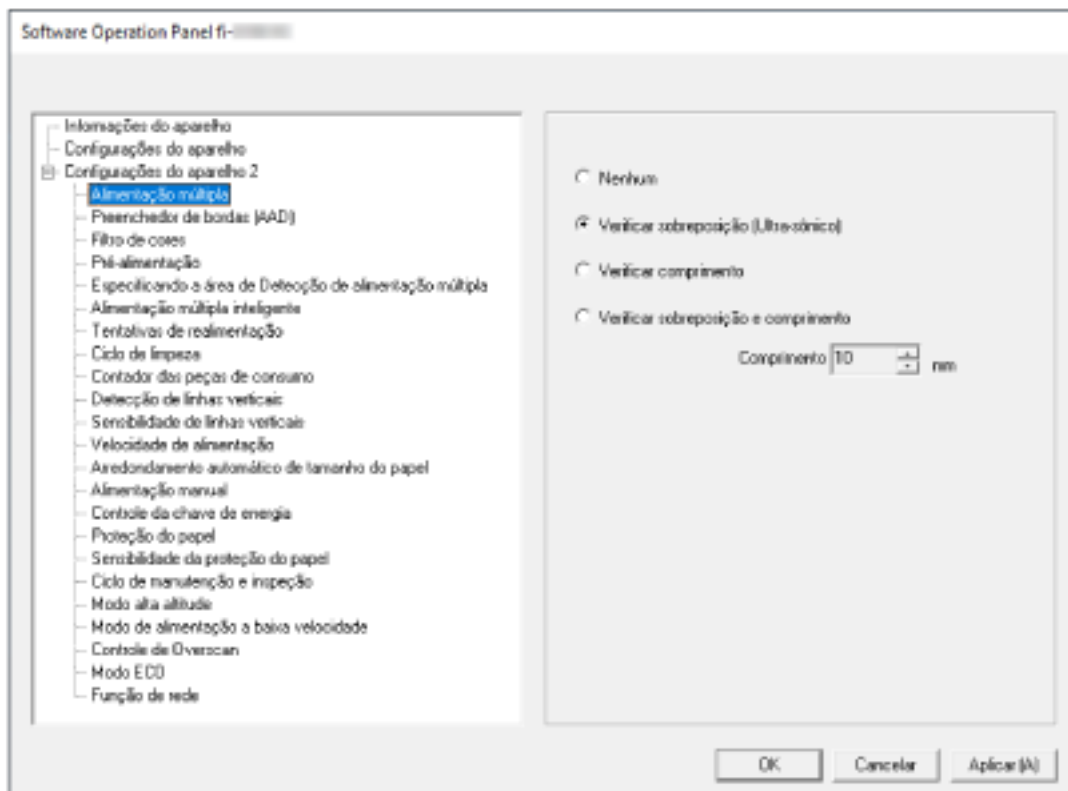 Software Operation Panel fi-
Informações do aparelho
Configurações do aparelho
Configurações do aparelho 2
Alimentação múltipla
Preenchedor de bordas (AADI)
Filtro de cores
Pré-alimentação
Especificando a área de Detecção de alimentação múltipla
Alimentação múltipla inteligente
Tentativas de realimentação
Ciclo de limpeza
Contador das peças de consumo
Detecção de linhas verticais
Sensibilidade de linhas verticais
Velocidade de alimentação
Arredondamento automático de tamanho do papel
Alimentação manual
Controle da chave de energia
Proteção do papel
Sensibilidade da proteção do papel
Ciclo de manutenção e inspeção
Modo alta altitude
Modo de alimentação a baixa velocidade
Controle de Overscan
Modo ECO
Função de rede
Nenhum
Verificar sobreposição (Ultra-sônico)
Verificar comprimento
Verificar sobreposição e comprimento
Comprimento 10 mm
OK Cancelar Aplicar (A)